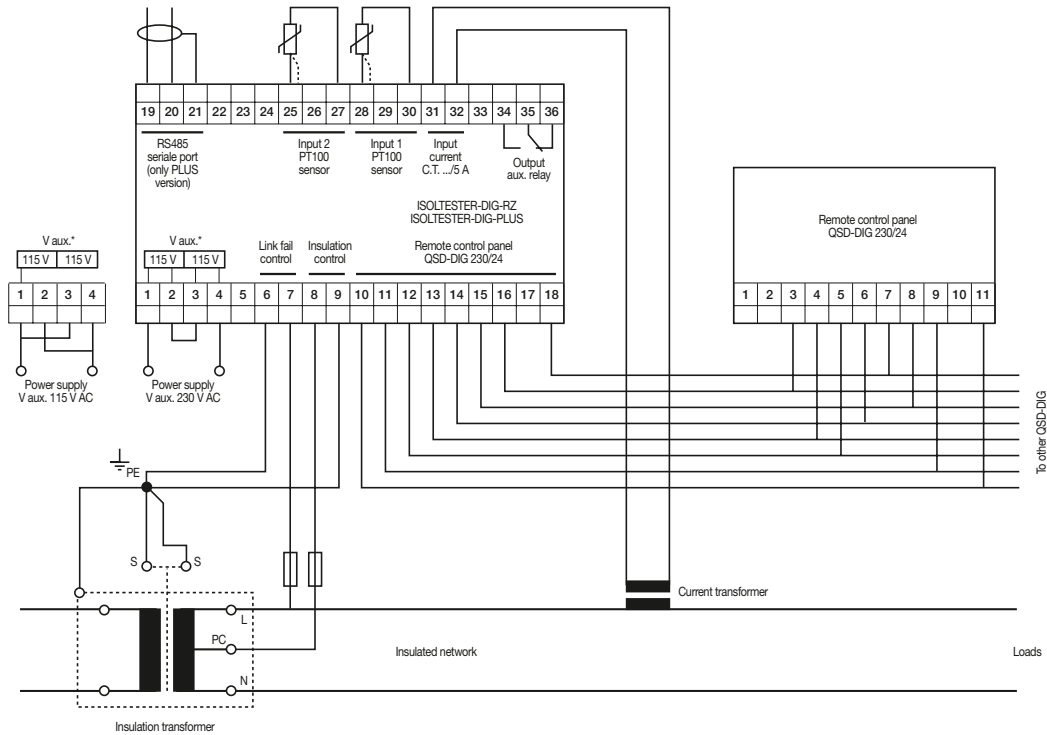 19 20 21 22 23 24 25 26 27 28 29 30 31 32 33 34 35 36
RS485
seriale port
(only PLUS
version)
Input 2
PT100
sensor
Input 1
PT100
sensor
Input
current
C.T. .../5 A
Output
aux. relay
ISOLTESTER-DIG-RZ
ISOLTESTER-DIG-PLUS
V aux.*
115 V 115 V
Link fail
control
Insulation
control
Remote control panel
QSD-DIG 230/24
1 2 3 4 5 6 7 8 9 10 11 12 13 14 15 16 17 18
V aux.*
115 V 115 V
1 2 3 4
Power supply
V aux. 115 V AC
Power supply
V aux. 230 V AC
Remote control panel
QSD-DIG 230/24
1 2 3 4 5 6 7 8 9 10 11
To other QSD-DIG
PE
S
S
L
PC
N
Current transformer
Insulated network
Loads
Insulation transformer